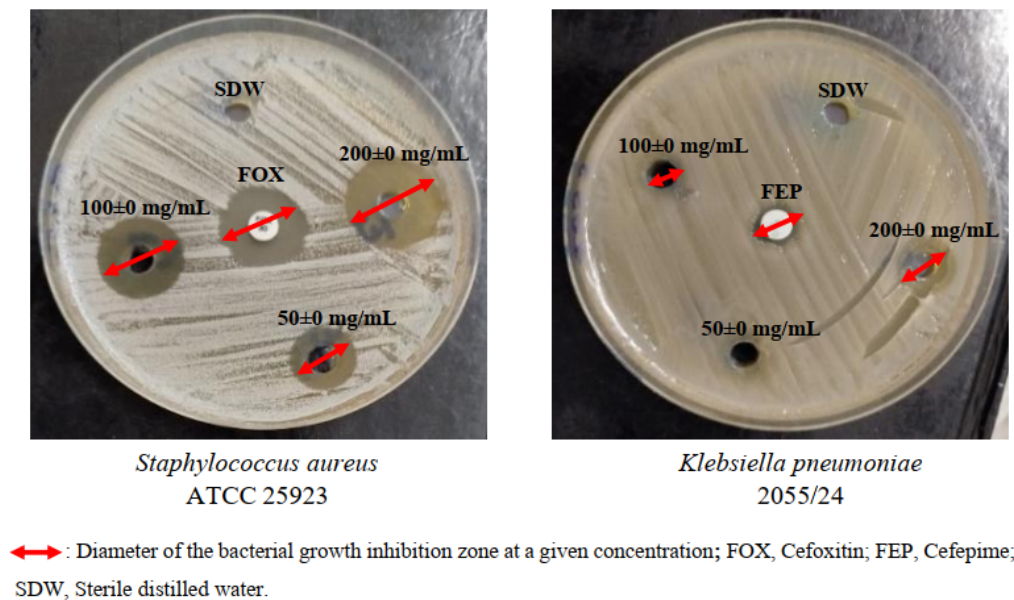 SDW
200±0 mg/mL
FOX
100±0 mg/mL
50±0 mg/mL
SDW
100±0 mg/mL
FEP
200±0 mg/mL
50±0 mg/mL
Staphylococcus aureus
ATCC 25923
Klebsiella pneumoniae
2055/24
: Diameter of the bacterial growth inhibition zone at a given concentration; FOX, Cefoxitin; FEP, Cefepime;
SDW, Sterile distilled water.